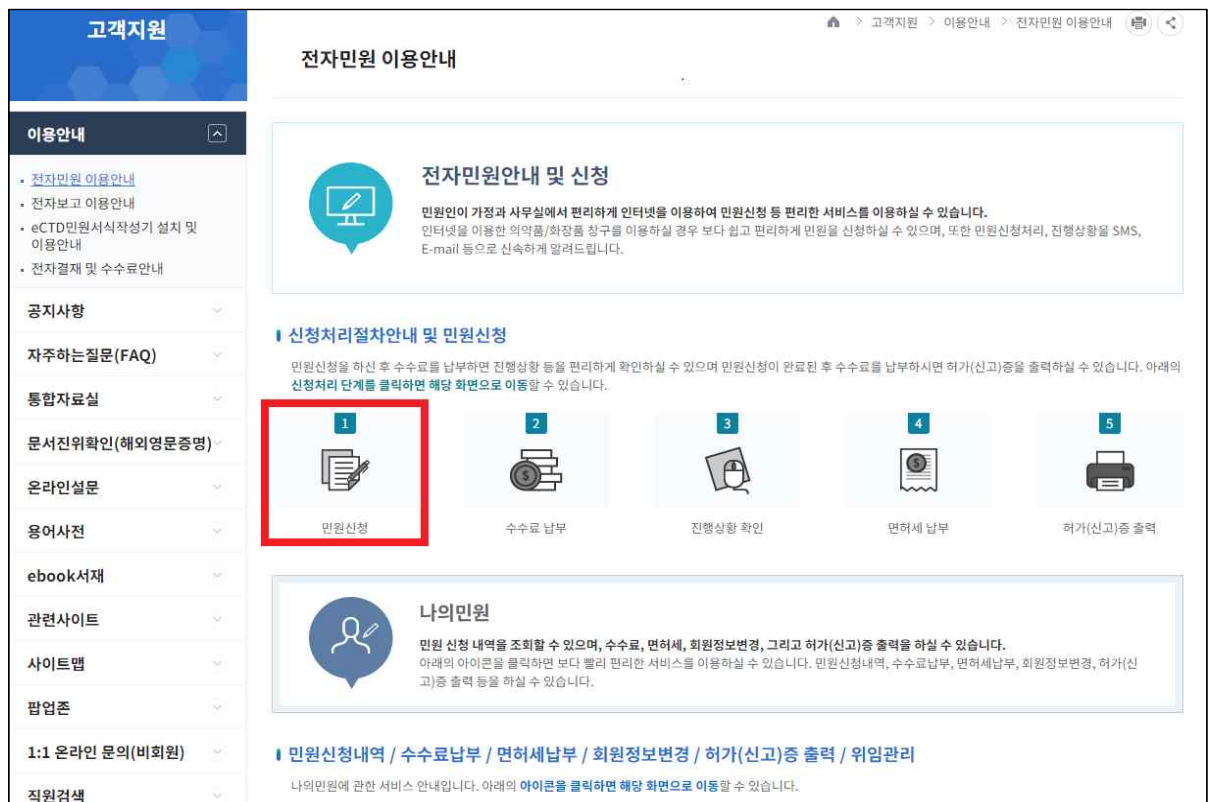 고객지원
고객지원 > 이용안내 > 전자민원 이용안내
전자민원 이용안내
이용안내
전자민원 이용안내
전자보고 이용안내
eCTD민원서식작성기 설치 및
이용안내
전자결재 및 수수료안내
공지사항
자주하는질문(FAQ)
통합자료실
문서진위확인(해외영문증명)
온라인설문
용어사전
ebook서재
관련사이트
사이트맵
팝업존
1:1 온라인 문의(비회원)
직원검색
전자민원안내 및 신청
민원인이 가정과 사무실에서 편리하게 인터넷을 이용하여 민원신청 등 편리한 서비스를 이용하실 수 있습니다.
인터넷을 이용한 의약품/화장품 창구를 이용하실 경우 보다 쉽고 편리하게 민원을 신청하실 수 있으며, 또한 민원신청처리, 진행상황을 SMS,
E-mail 등으로 신속하게 알려드립니다.
신청처리절차안내 및 민원신청
민원신청을 하신 후 수수료를 납부하면 진행상황 등을 편리하게 확인하실 수 있으며 민원신청이 완료된 후 수수료를 납부하시면 허가(신고)증을 출력하실 수 있습니다. 아래의
신청처리 단계를 클릭하면 해당 화면으로 이동할 수 있습니다.
1
민원신청
2
수수료 납부
3
진행상황 확인
4
면허세 납부
5
허가(신고)증 출력
나의민원
민원 신청 내역을 조회할 수 있으며, 수수료, 면허세, 회원정보변경, 그리고 허가(신고)증 출력을 하실 수 있습니다.
아래의 아이콘을 클릭하면 보다 빨리 편리한 서비스를 이용하실 수 있습니다. 민원신청내역, 수수료납부, 면허세납부, 회원정보변경, 허가(신
고)증 출력 등을 하실 수 있습니다.
민원신청내역 / 수수료납부 / 면허세납부 / 회원정보변경 / 허가(신고)증 출력 / 위임관리
나의민원에 관한 서비스 안내입니다. 아래의 아이콘을 클릭하면 해당 화면으로 이동할 수 있습니다.